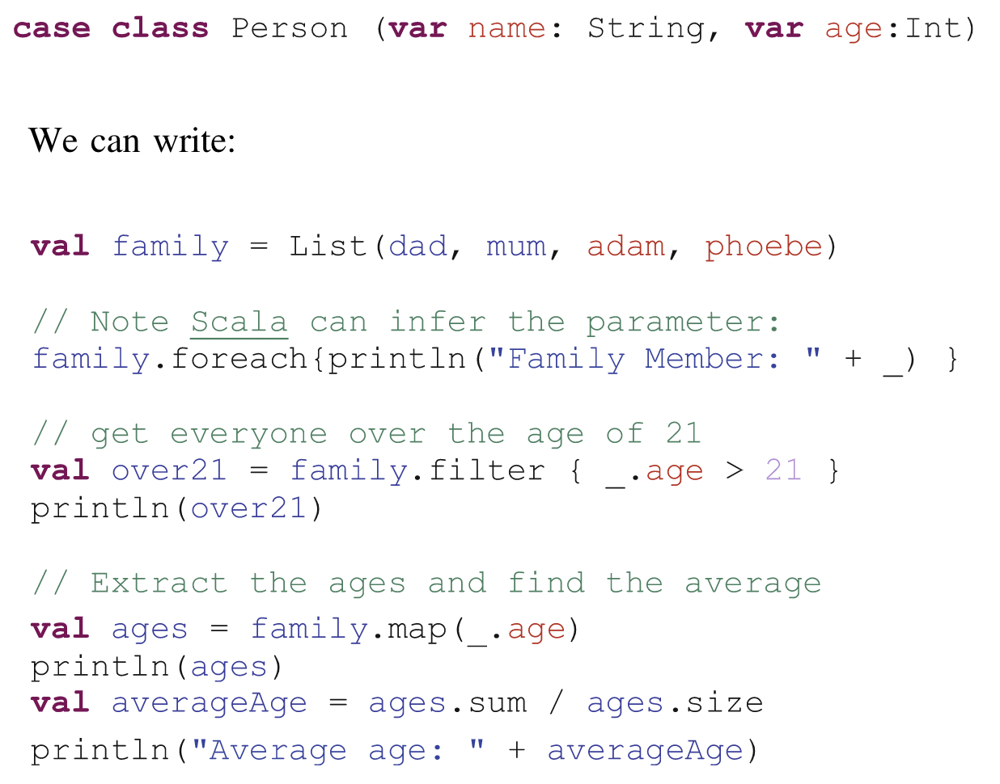 case class Person (var name: String, var age:Int)
We can write:
val family = List(dad, mum, adam, phoebe)
// Note Scala can infer the parameter:
family.foreach{println("Family Member: " + _) }
// get everyone over the age of 21
val over21 = family.filter { _.age > 21 }
println(over21)
// Extract the ages and find the average
val ages = family.map(_.age)
println(ages)
val averageAge = ages.sum / ages.size
println("Average age: " + averageAge)